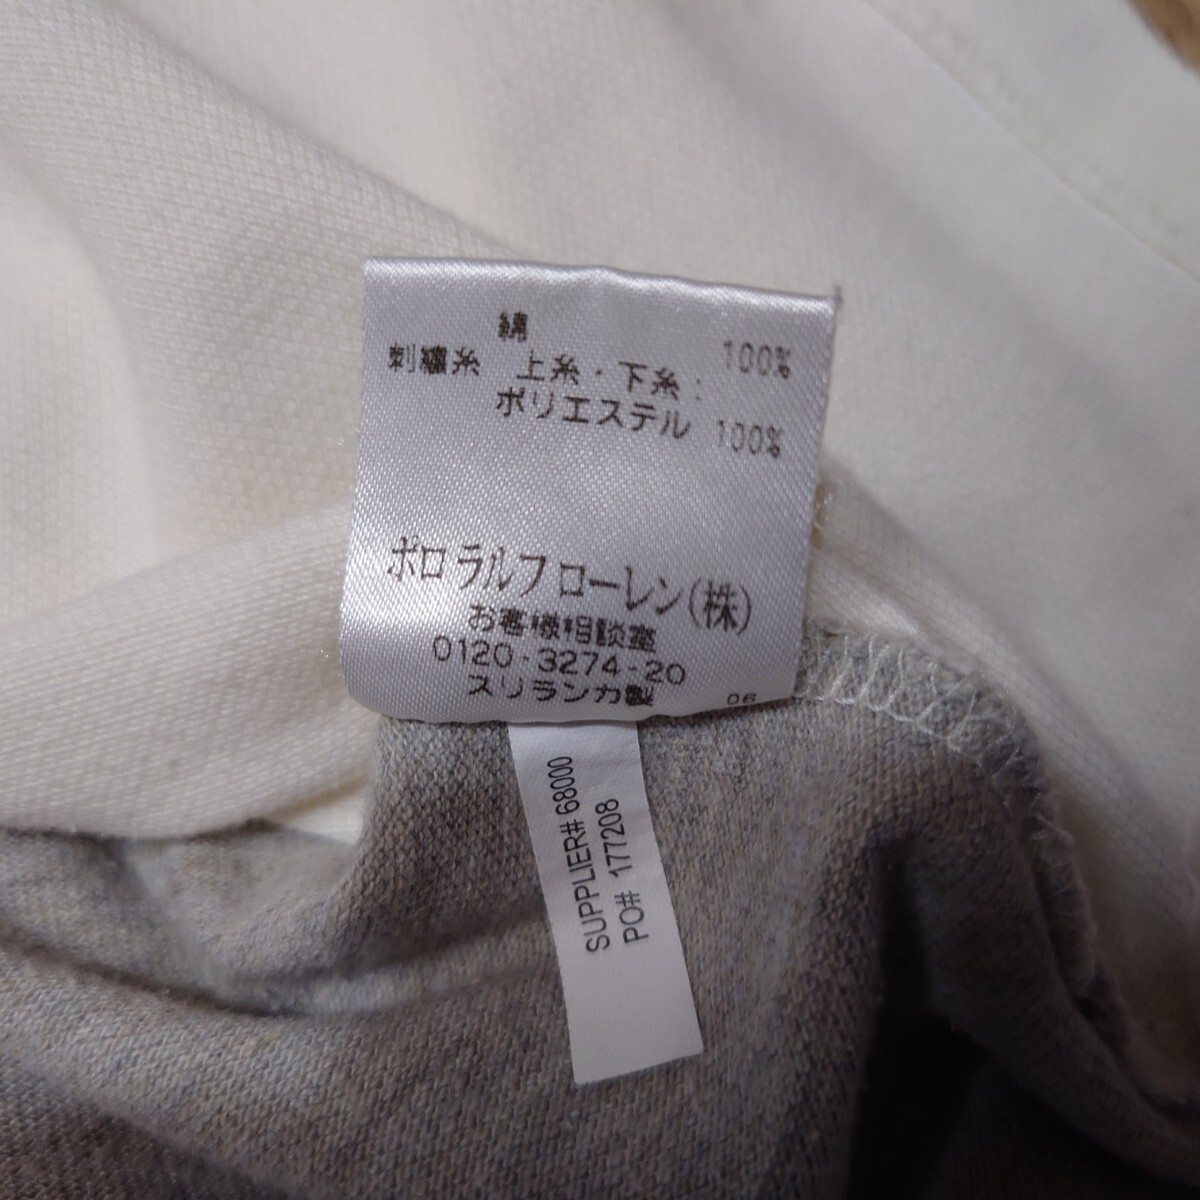 綿 100%
刺繍糸 上糸・下糸:
ポリエステル 100%
ポロ ラルフ ローレン(株)
お客様相談室
0120-3274-20
スリランカ製 06
SUPPLIER# 68000
PO# 177208